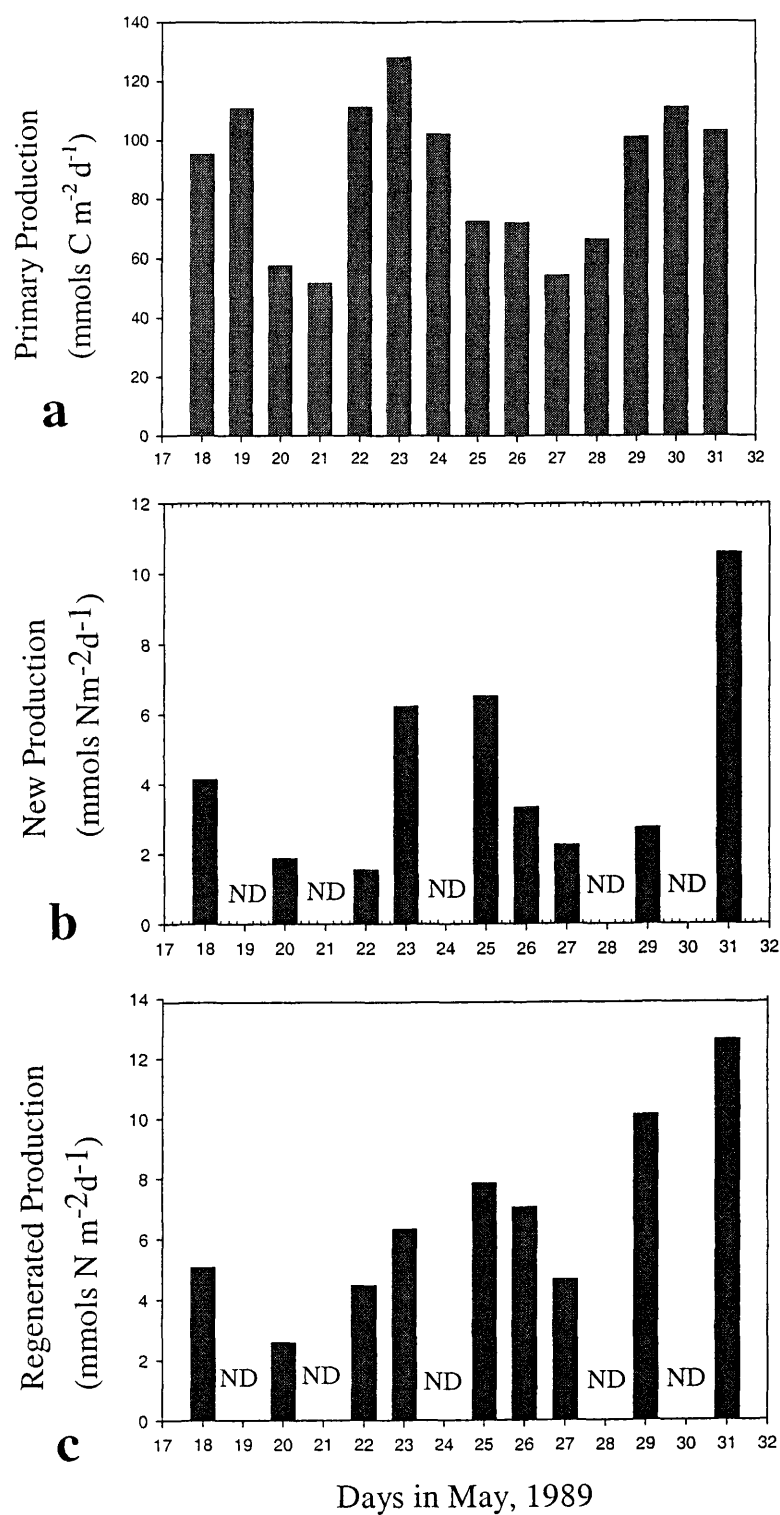 140
120
100
80
60
40
20
0
Primary Production
(mmols C m-2 d-1)
a
17 18 19 20 21 22 23 24 25 26 27 28 29 30 31 32
12
10
8
6
4
2
0
New Production
(mmols Nm-2d-1)
ND ND ND ND ND
b
17 18 19 20 21 22 23 24 25 26 27 28 29 30 31 32
14
12
10
8
6
4
2
0
Regenerated Production
(mmols N m-2d-1)
ND ND ND ND ND
c
17 18 19 20 21 22 23 24 25 26 27 28 29 30 31 32
Days in May, 1989